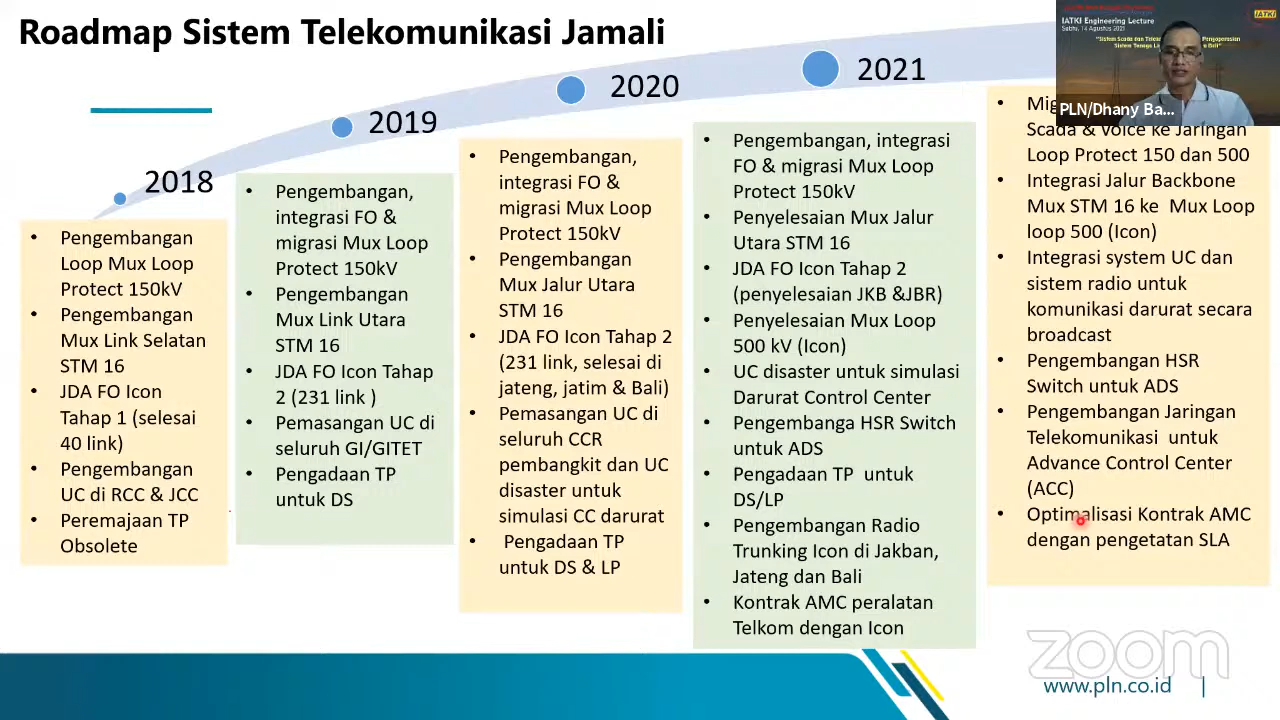 Roadmap Sistem Telekomunikasi Jamali
2018
Pengembangan
Loop Mux Loop
Protect 150kV
Pengembangan
Mux Link Selatan
STM 16
JDA FO Icon
Tahap 1 (selesai
40 link)
Pengembangan
UC di RCC & JCC
Peremajaan TP
Obsolete
2019
Pengembangan,
integrasi FO &
migrasi Mux Loop
Protect 150kV
Pengembangan
Mux Link Utara
STM 16
JDA FO Icon Tahap
2 (231 link )
Pemasangan UC di
seluruh GI/GITET
Pengadaan TP
untuk DS
2020
Pengembangan,
integrasi FO &
migrasi Mux Loop
Protect 150kV
Pengembangan
Mux Jalur Utara
STM 16
JDA FO Icon Tahap 2
(231 link, selesai di
jateng, jatim & Bali)
Pemasangan UC di
seluruh CCR
pembangkit dan UC
disaster untuk
simulasi CC darurat
Pengadaan TP
untuk DS & LP
2021
Pengembangan, integrasi
FO & migrasi Mux Loop
Protect 150kV
Penyelesaian Mux Jalur
Utara STM 16
JDA FO Icon Tahap 2
(penyelesaian JKB &JBR)
Penyelesaian Mux Loop
500 kV (Icon)
UC disaster untuk simulasi
Darurat Control Center
Pengembanga HSR Switch
untuk ADS
Pengadaan TP untuk
DS/LP
Pengembangan Radio
Trunking Icon di Jakban,
Jateng dan Bali
Kontrak AMC peralatan
Telkom dengan Icon
Scada & voice ke Jaringan
Loop Protect 150 dan 500
Integrasi Jalur Backbone
Mux STM 16 ke Mux Loop
loop 500 (Icon)
Integrasi system UC dan
sistem radio untuk
komunikasi darurat secara
broadcast
Pengembangan HSR
Switch untuk ADS
Pengembangan Jaringan
Telekomunikasi untuk
Advance Control Center
(ACC)
Optimalisasi Kontrak AMC
dengan pengetatan SLA
IATKI Engineering Lecture
Sabtu, 14 Agustus 2021
IATKI
PLN/Dhany Ba...
zoom
www.pln.co.id |